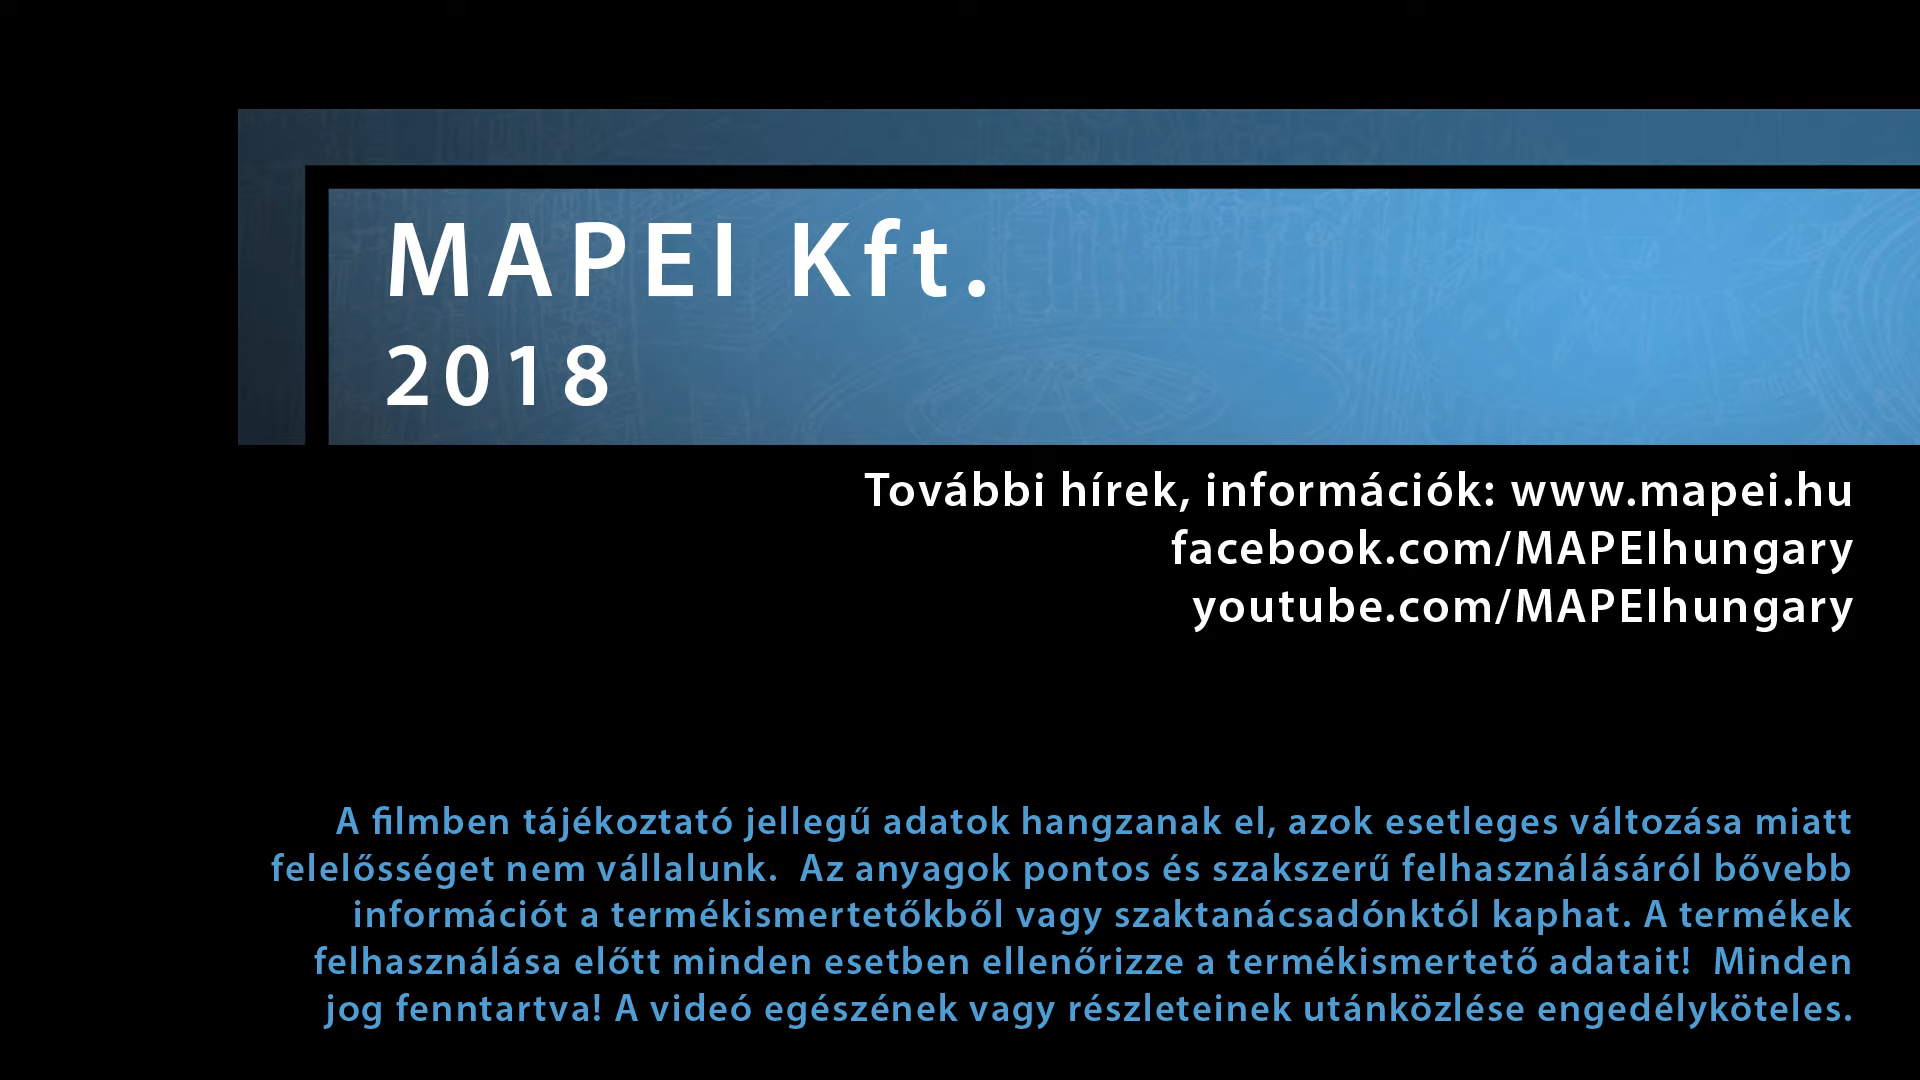 MAPEI Kft.
2018
További hírek, információk: www.mapei.hu
facebook.com/MAPEIhungary
youtube.com/MAPEIhungary
A filmben tájékoztató jellegű adatok hangzanak el, azok esetleges változása miatt
felelősséget nem vállalunk.  Az anyagok pontos és szakszerű felhasználásáról bővebb
információt a termékismertetőkből vagy szaktanácsadónktól kaphat. A termékek
felhasználása előtt minden esetben ellenőrizze a termékismertető adatait!  Minden
jog fenntartva! A videó egészének vagy részleteinek utánközlése engedélyköteles.